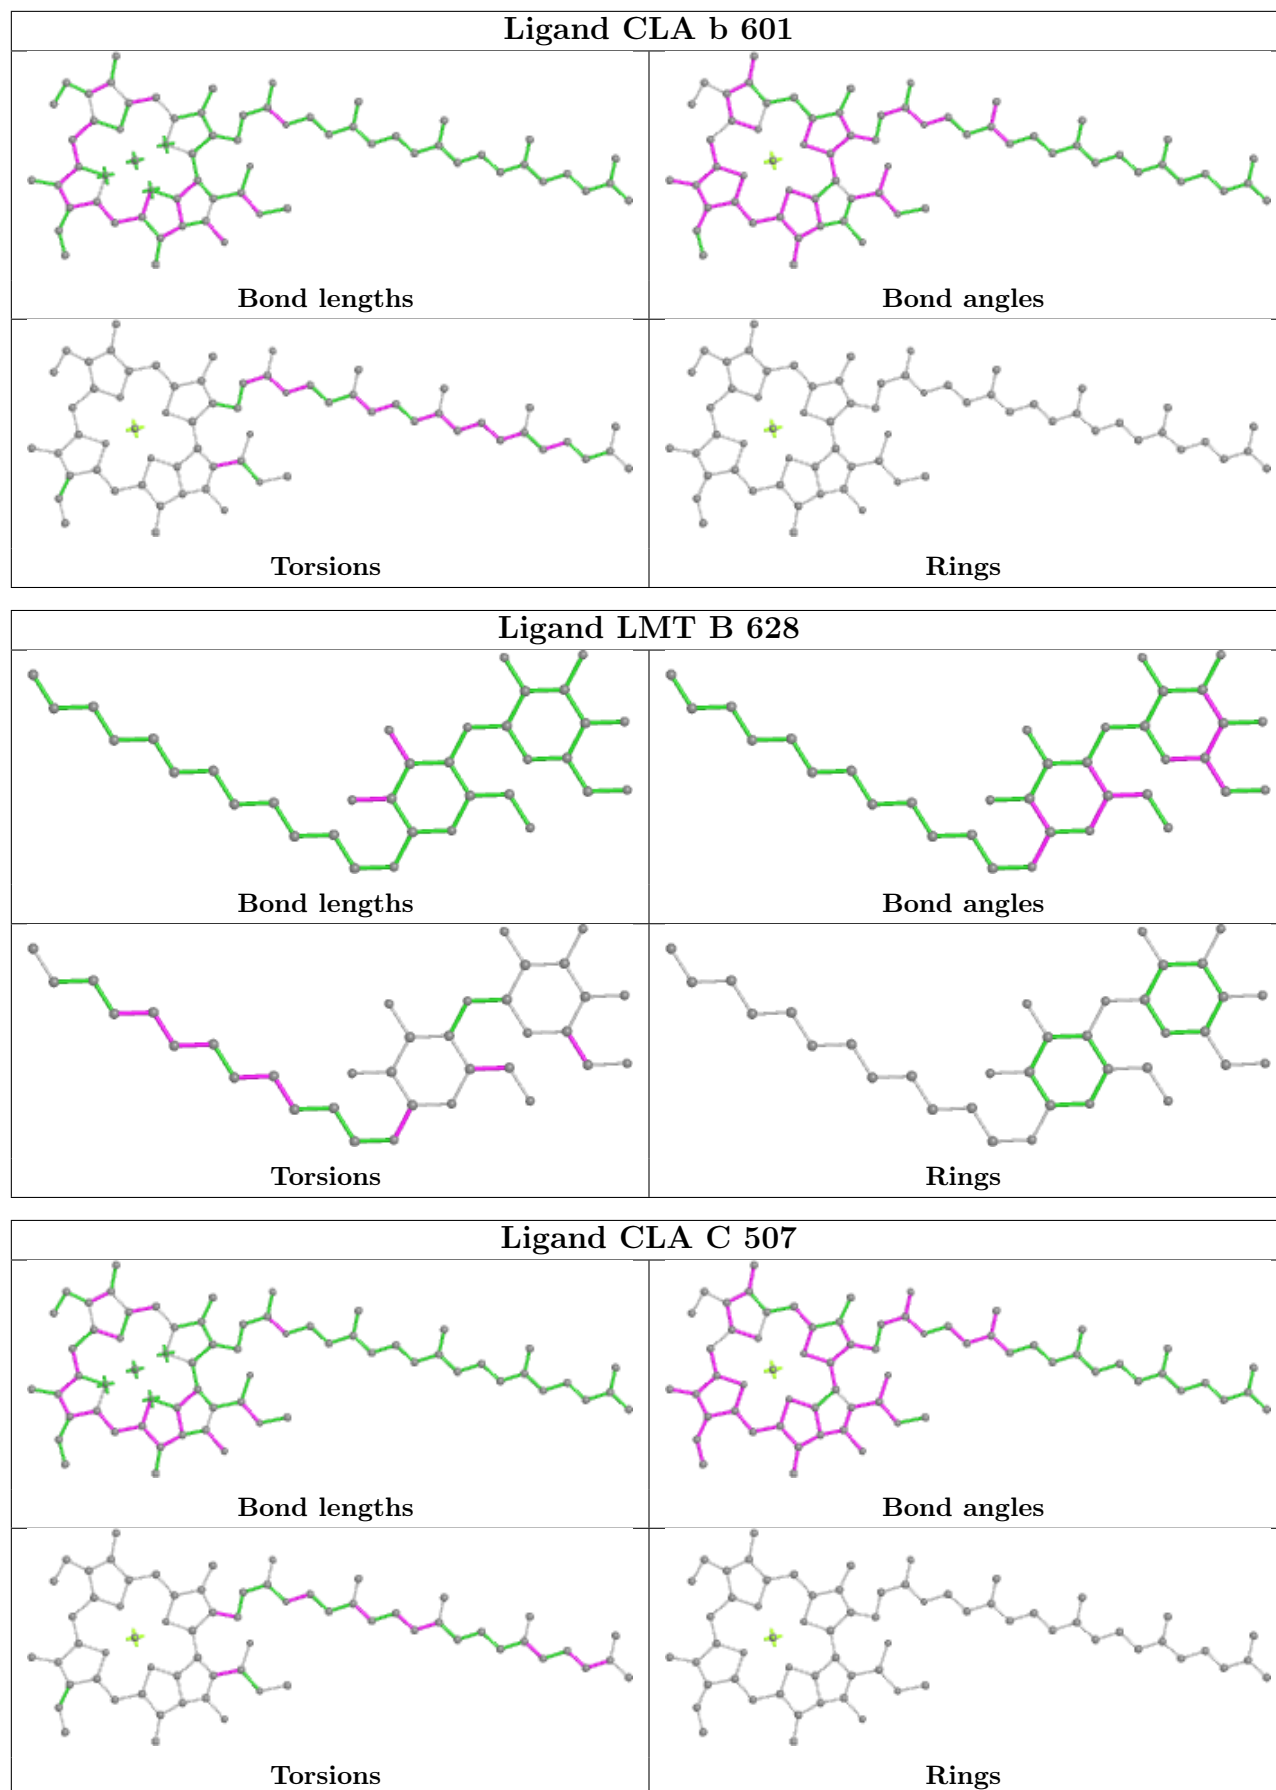 Ligand CLA b 601
Bond lengths
Bond angles
Torsions
Rings
Ligand LMT B 628
Bond lengths
Bond angles
Torsions
Rings
Ligand CLA C 507
Bond lengths
Bond angles
Torsions
Rings